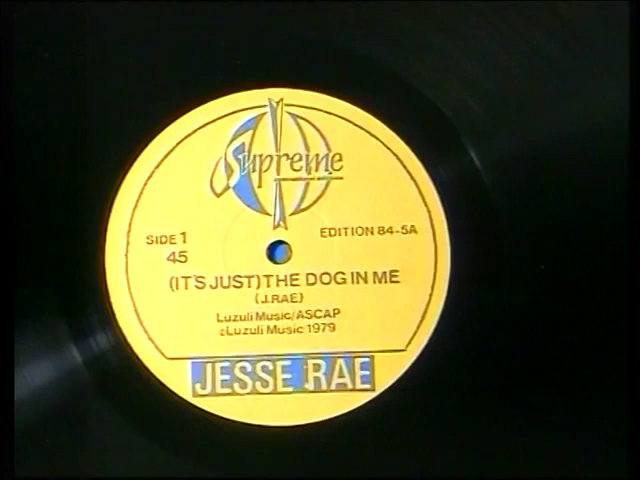 Supreme
SIDE 1
EDITION 84-5A
45
(IT'S JUST) THE DOG IN ME
(J.RAE)
Luzuli Music/ASCAP
cLuzuli Music 1979
JESSE RAE